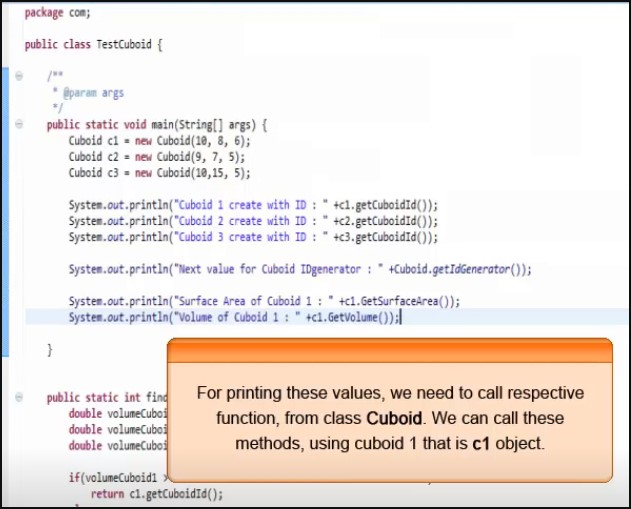 package com;
public class TestCuboid {
/**
* @param args
*/
public static void main(String[] args) {
Cuboid c1 = new Cuboid(10, 8, 6);
Cuboid c2 = new Cuboid(9, 7, 5);
Cuboid c3 = new Cuboid(10,15, 5);
System.out.println("Cuboid 1 create with ID : " +c1.getCuboidId());
System.out.println("Cuboid 2 create with ID : " +c2.getCuboidId());
System.out.println("Cuboid 3 create with ID : " +c3.getCuboidId());
System.out.println("Next value for Cuboid IDgenerator : " +Cuboid.getIdGenerator());
System.out.println("Surface Area of Cuboid 1 : " +c1.GetSurfaceArea());
System.out.println("Volume of Cuboid 1 : " +c1.GetVolume());
}
public static int find
double volumeCuboi
double volumeCuboi
double volumeCuboi
if(volumeCuboid1 >
return c1.getCuboidId();
For printing these values, we need to call respective
function, from class Cuboid. We can call these
methods, using cuboid 1 that is c1 object.